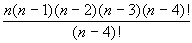 n(n − 1)(n − 2)(n − 3)(n − 4)!
(n − 4)!